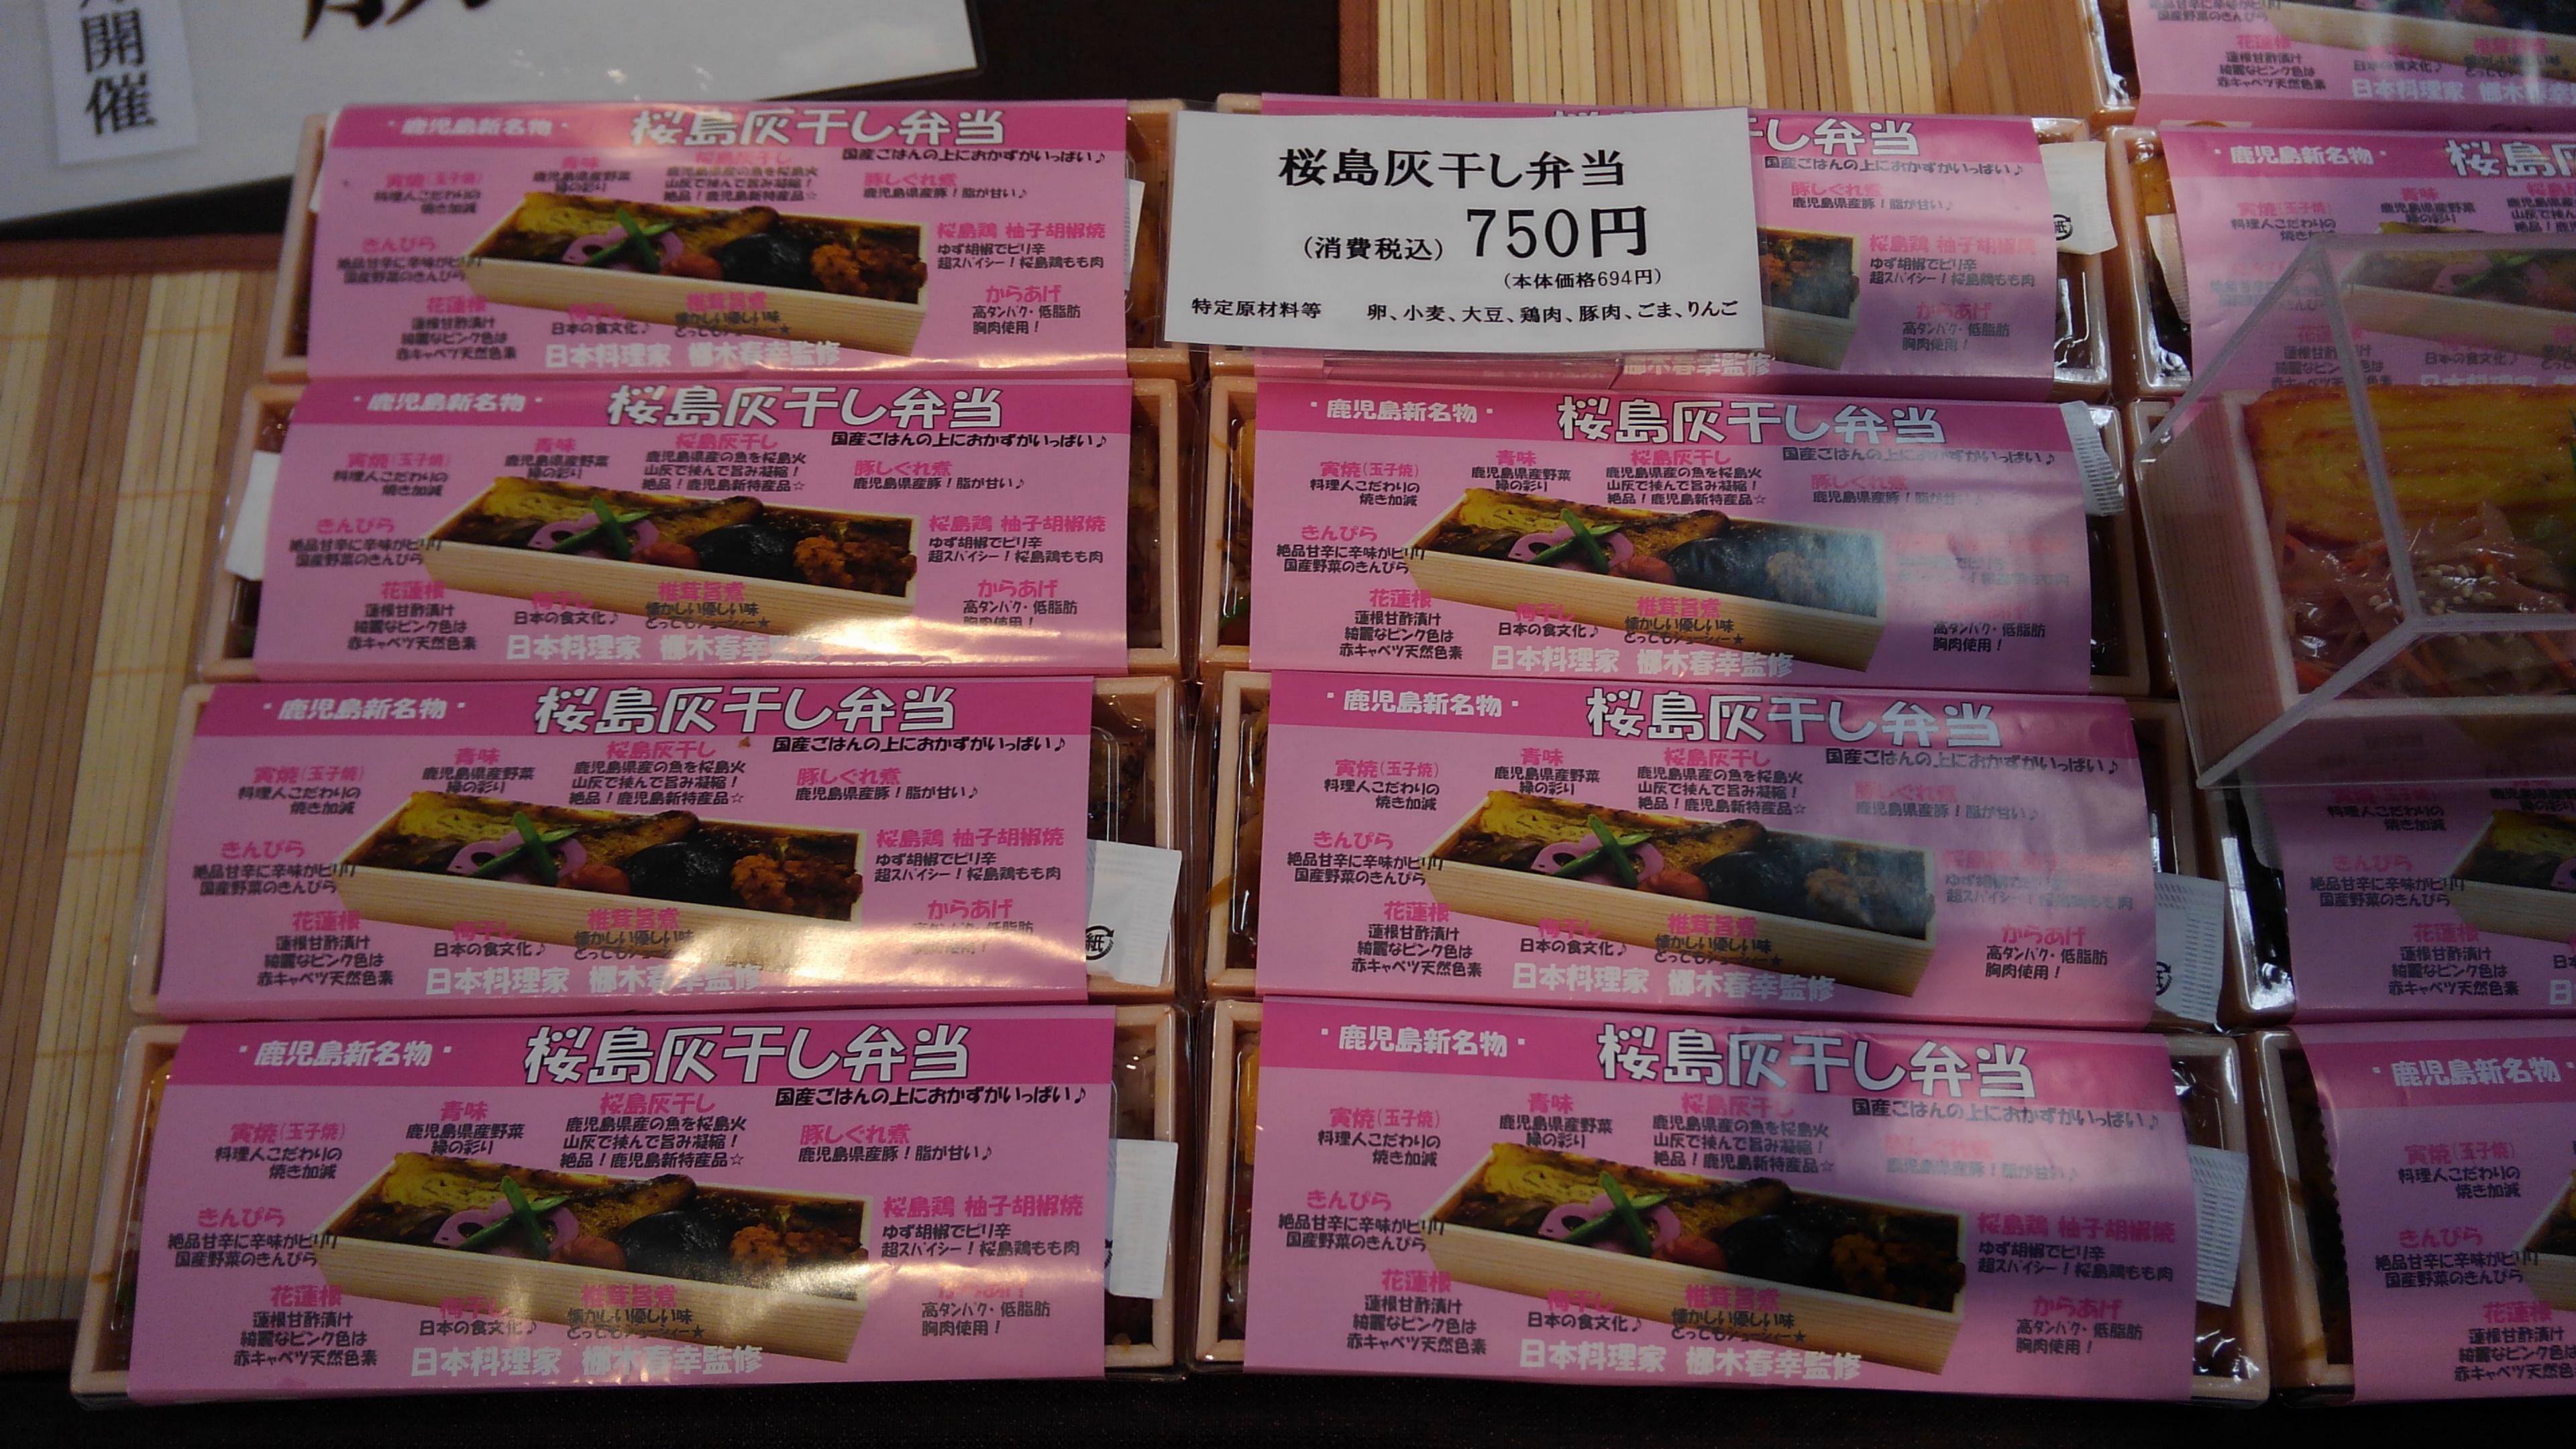 開催
桜島灰干し弁当
(消費税込) 750円
(本体価格694円)
特定原材料等 卵、小麦、大豆、鶏肉、豚肉、ごま、りんご
・鹿児島新名物・ 桜島灰干し弁当
国産ごはんの上におかずがいっぱい♪
寅焼(玉子焼)
料理人こだわりの
焼き加減
青味
鹿児島県産野菜
緑の彩り
桜島灰干し
鹿児島県産の魚を桜島火
山灰で挟んで旨み凝縮!
絶品!鹿児島新特産品☆
豚しぐれ煮
鹿児島県産豚!脂が甘い♪
きんぴら
絶品甘辛に辛味がピリリ
国産野菜のきんぴら
桜島鶏 柚子胡椒焼
ゆず胡椒でピリ辛
超スパイシー!桜島鶏もも肉
花蓮根
蓮根甘酢漬け
綺麗なピンク色は
赤キャベツ天然色素
梅干し
日本の食文化♪
椎茸旨煮
懐かしい優しい味
とってもジューシー★
からあげ
高タンパク・低脂肪
胸肉使用!
日本料理家 梛木春幸監修